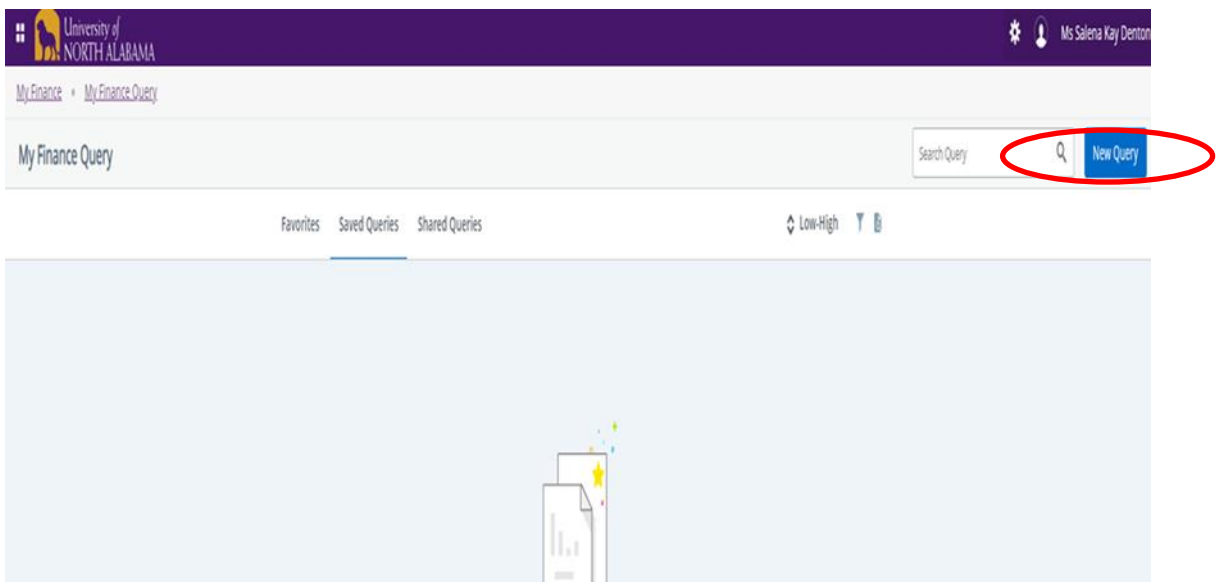 University of
NORTH ALABAMA
Ms Salena Kay Denton
My Finance • My Finance Query
My Finance Query
Search Query
New Query
Favorites Saved Queries Shared Queries
Low-High